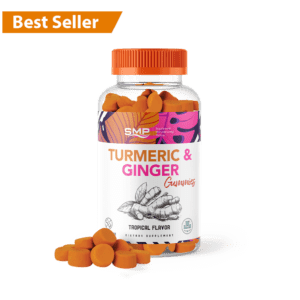 Best Seller
SMP
TURMERIC &
GINGER
Gummies
TROPICAL FLAVOR
DIETARY SUPPLEMENT